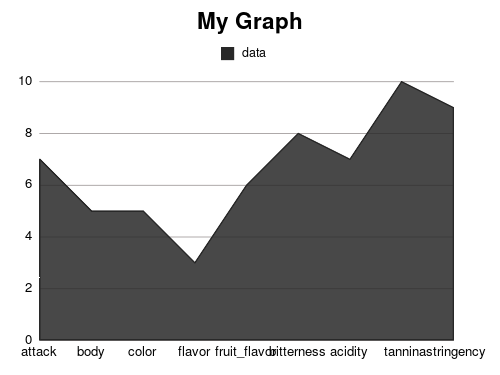 My Graph
data
10
8
6
4
2
0
attack body color flavor fruit_flavor bitterness acidity tannin astringency